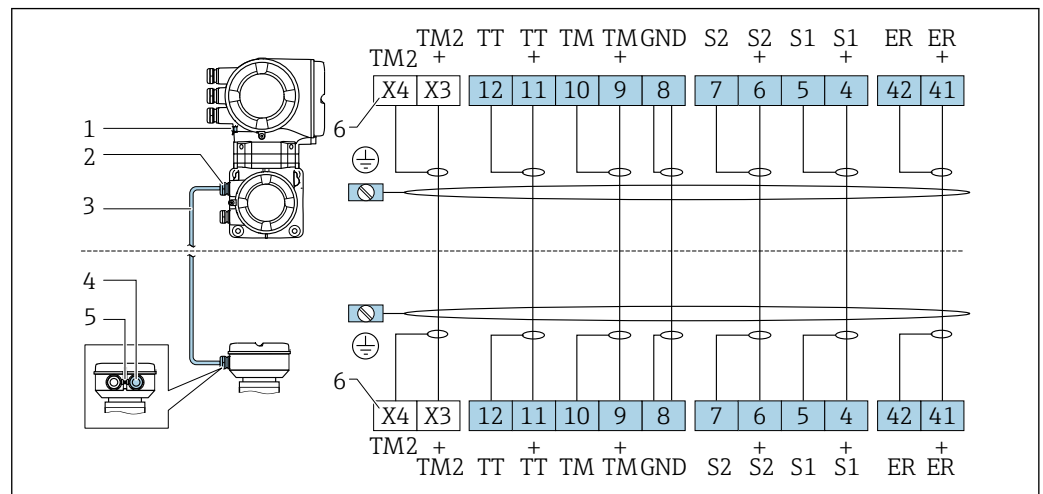 TM2 TT TT TM TM GND S2 S2 S1 S1 ER ER
TM2 + + + + + +
X4 X3 12 11 10 9 8 7 6 5 4 42 41
6
1
2
3
4
5
6
X4 X3 12 11 10 9 8 7 6 5 4 42 41
TM2 + + + + + +
TM2 TT TT TM TM GND S2 S2 S1 S1 ER ER